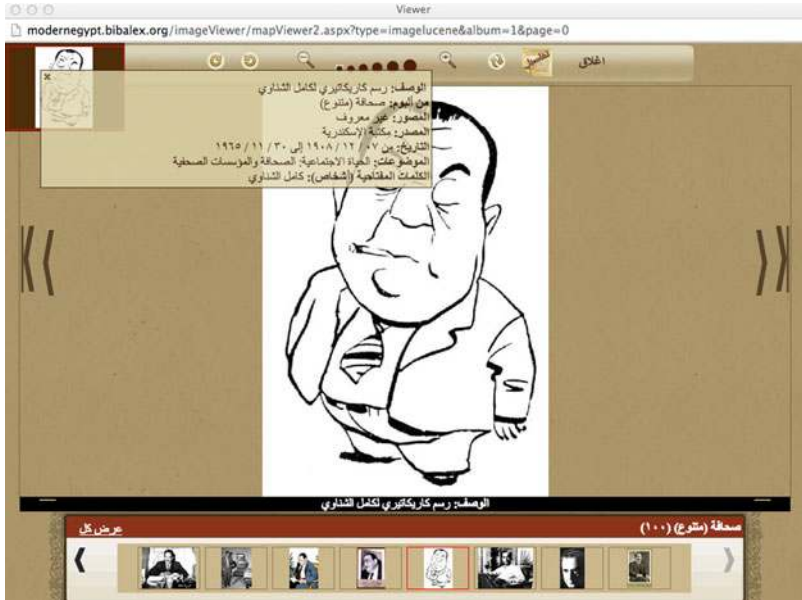 Viewer
modernegypt.bibalex.org/imageViewer/mapViewer2.aspx?type=imagelucene&album=1&page=0
اغلاق
الوصف: رسم كاريكاتيري لكامل الشناوي
من ألبوم: صحافة (متنوع)
المصور: غير معروف
المصدر: مكتبة الإسكندرية
التاريخ: من ٠٧ / ١٢ / ١٩٠٨ إلى ٣٠ / ١١ / ١٩٦٥
الموضوعات: الحياة الاجتماعية: الصحافة والمؤسسات الصحفية
الكلمات المفتاحية (أشخاص): كامل الشناوي
الوصف: رسم كاريكاتيري لكامل الشناوي
صحافة (متنوع) (١٠٠)
عرض كل